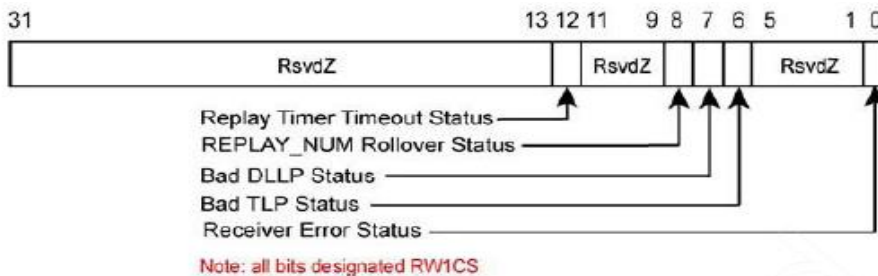 31 13 12 11 9 8 7 6 5 1 0
RsvdZ RsvdZ RsvdZ
Replay Timer Timeout Status
REPLAY_NUM Rollover Status
Bad DLLP Status
Bad TLP Status
Receiver Error Status
Note: all bits designated RW1CS